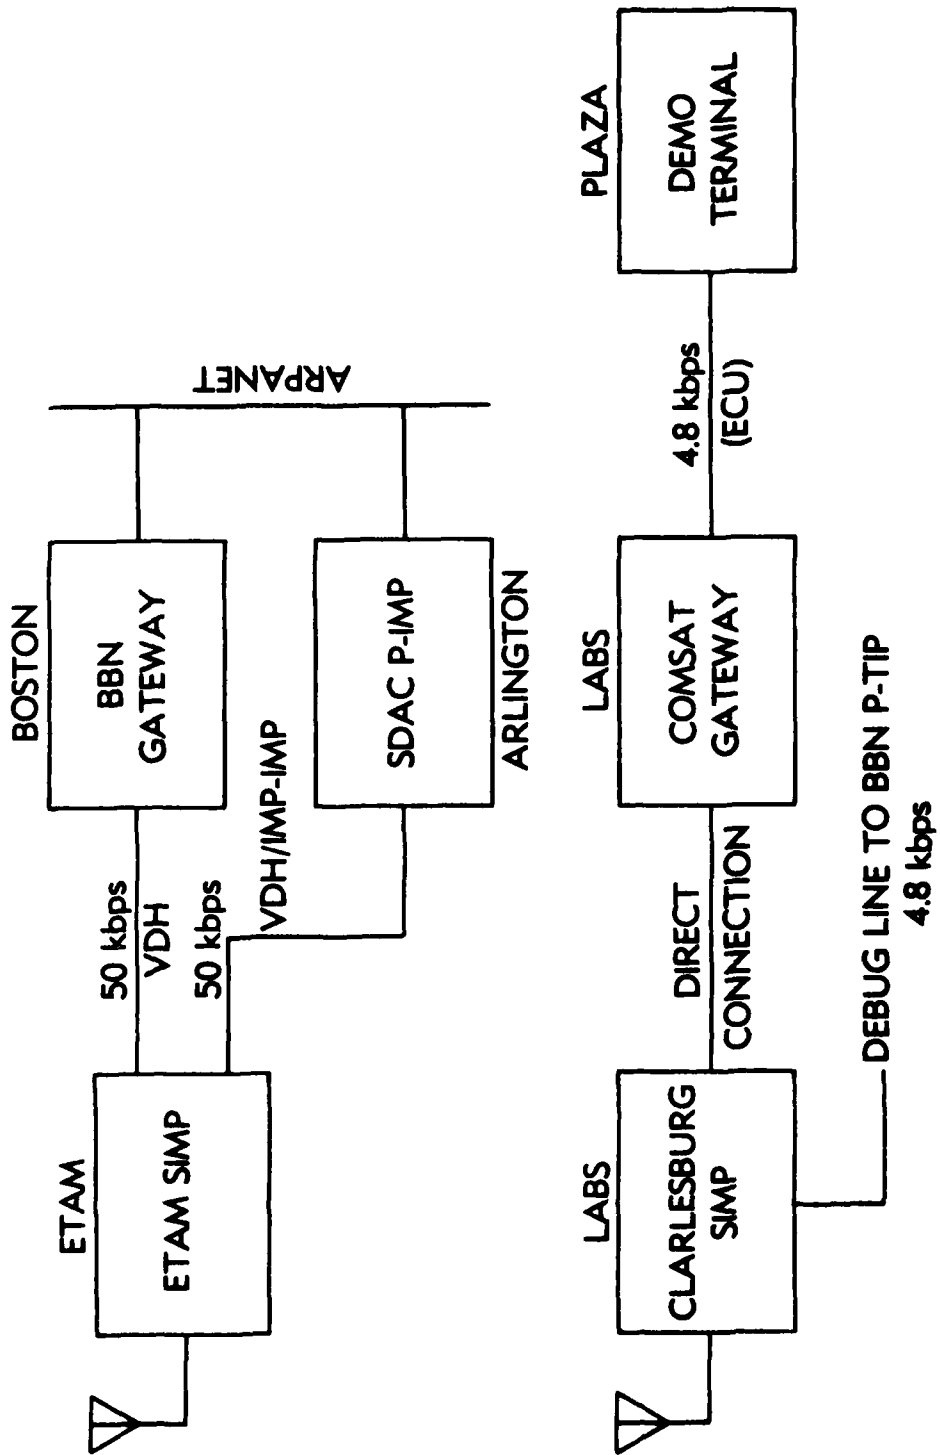 ETAM
ETAM SIMP
50 kbps
VDH
50 kbps
VDH/IMP-IMP
BOSTON
BBN
GATEWAY
SDAC P-IMP
ARLINGTON
ARPANET
LABS
CLARLESBURG
SIMP
DIRECT
CONNECTION
DEBUG LINE TO BBN P-TIP
4.8 kbps
LABS
COMSAT
GATEWAY
4.8 kbps
(ECU)
PLAZA
DEMO
TERMINAL